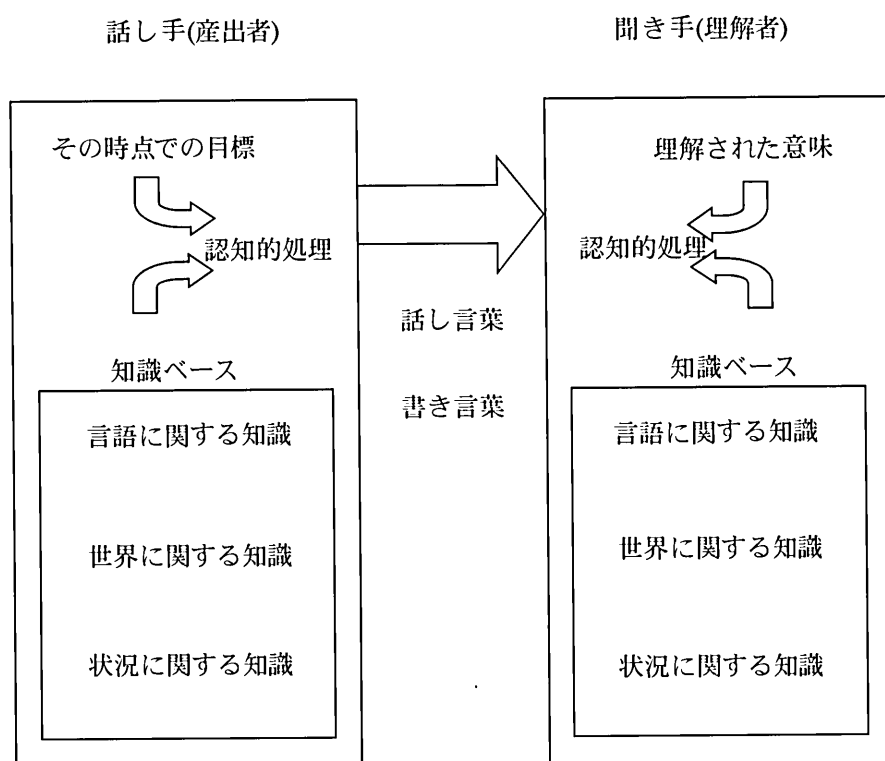 話し手(産出者)
聞き手(理解者)
その時点での目標
認知的処理
知識ベース
言語に関する知識
世界に関する知識
状況に関する知識
話し言葉
書き言葉
理解された意味
認知的処理
知識ベース
言語に関する知識
世界に関する知識
状況に関する知識